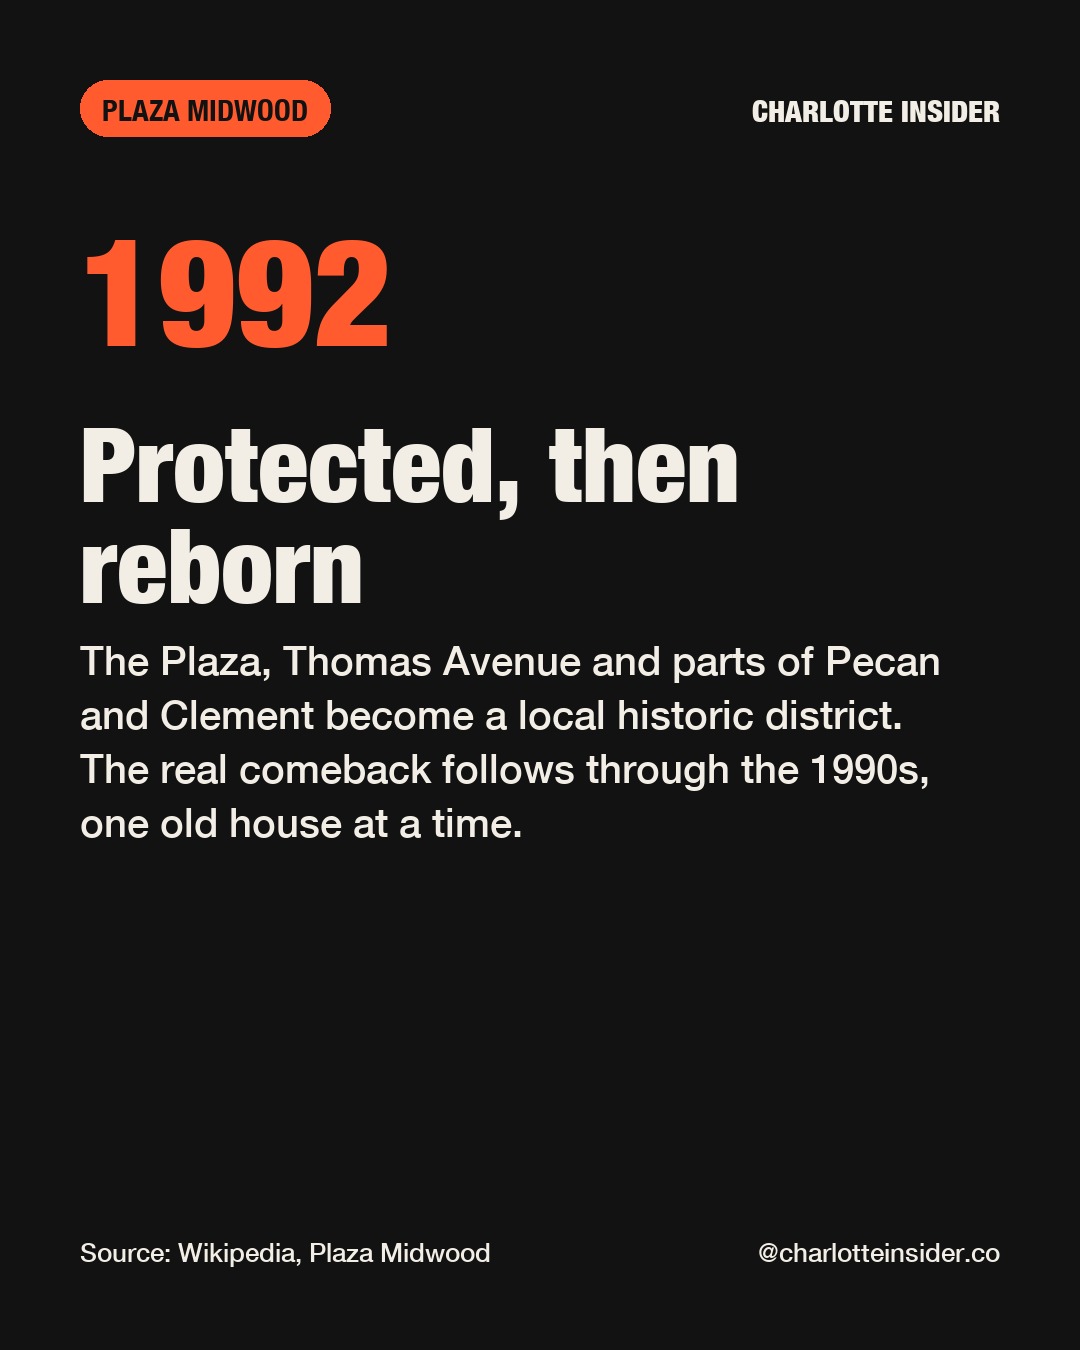 PLAZA MIDWOOD
CHARLOTTE INSIDER
1992
Protected, then
reborn
The Plaza, Thomas Avenue and parts of Pecan
and Clement become a local historic district.
The real comeback follows through the 1990s,
one old house at a time.
Source: Wikipedia, Plaza Midwood
@charlotteinsider.co